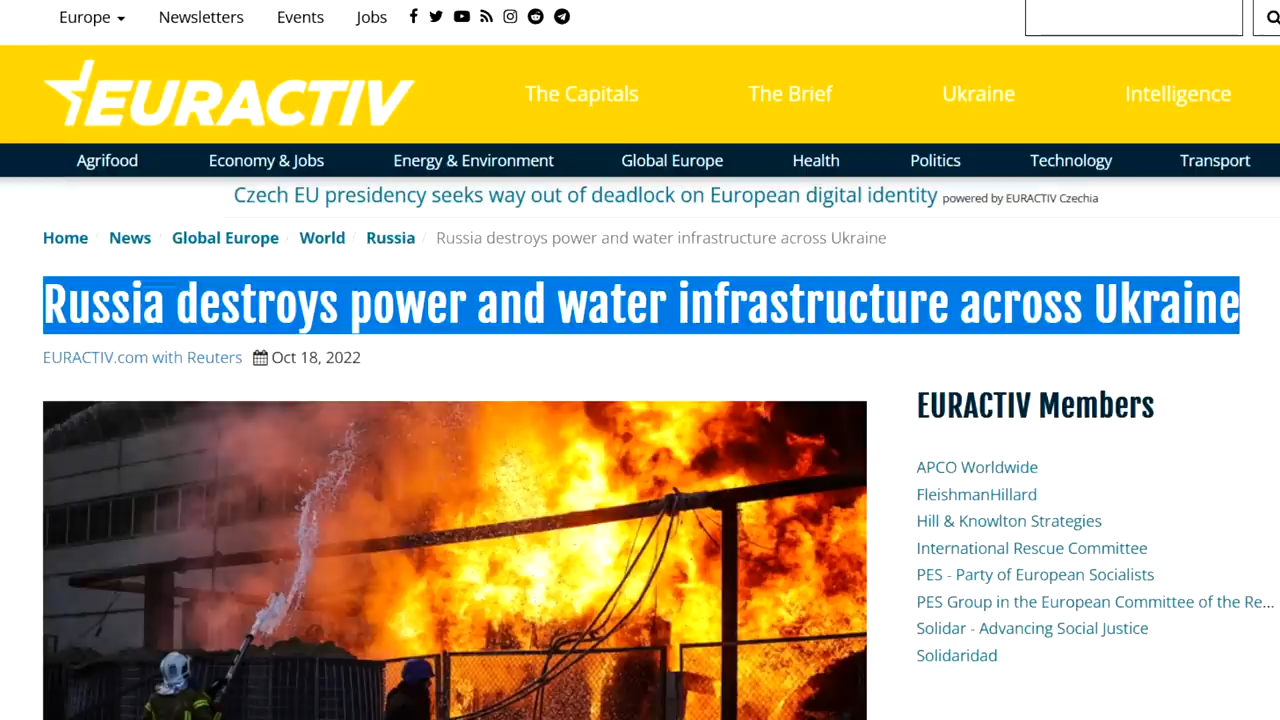 Europe Newsletters Events Jobs
EURACTIV The Capitals The Brief Ukraine Intelligence
Agrifood Economy & Jobs Energy & Environment Global Europe Health Politics Technology Transport
Czech EU presidency seeks way out of deadlock on European digital identity powered by EURACTIV Czechia
Home / News / Global Europe / World / Russia / Russia destroys power and water infrastructure across Ukraine
Russia destroys power and water infrastructure across Ukraine
EURACTIV.com with Reuters Oct 18, 2022
EURACTIV Members
APCO Worldwide
FleishmanHillard
Hill & Knowlton Strategies
International Rescue Committee
PES - Party of European Socialists
PES Group in the European Committee of the Re...
Solidar - Advancing Social Justice
Solidaridad